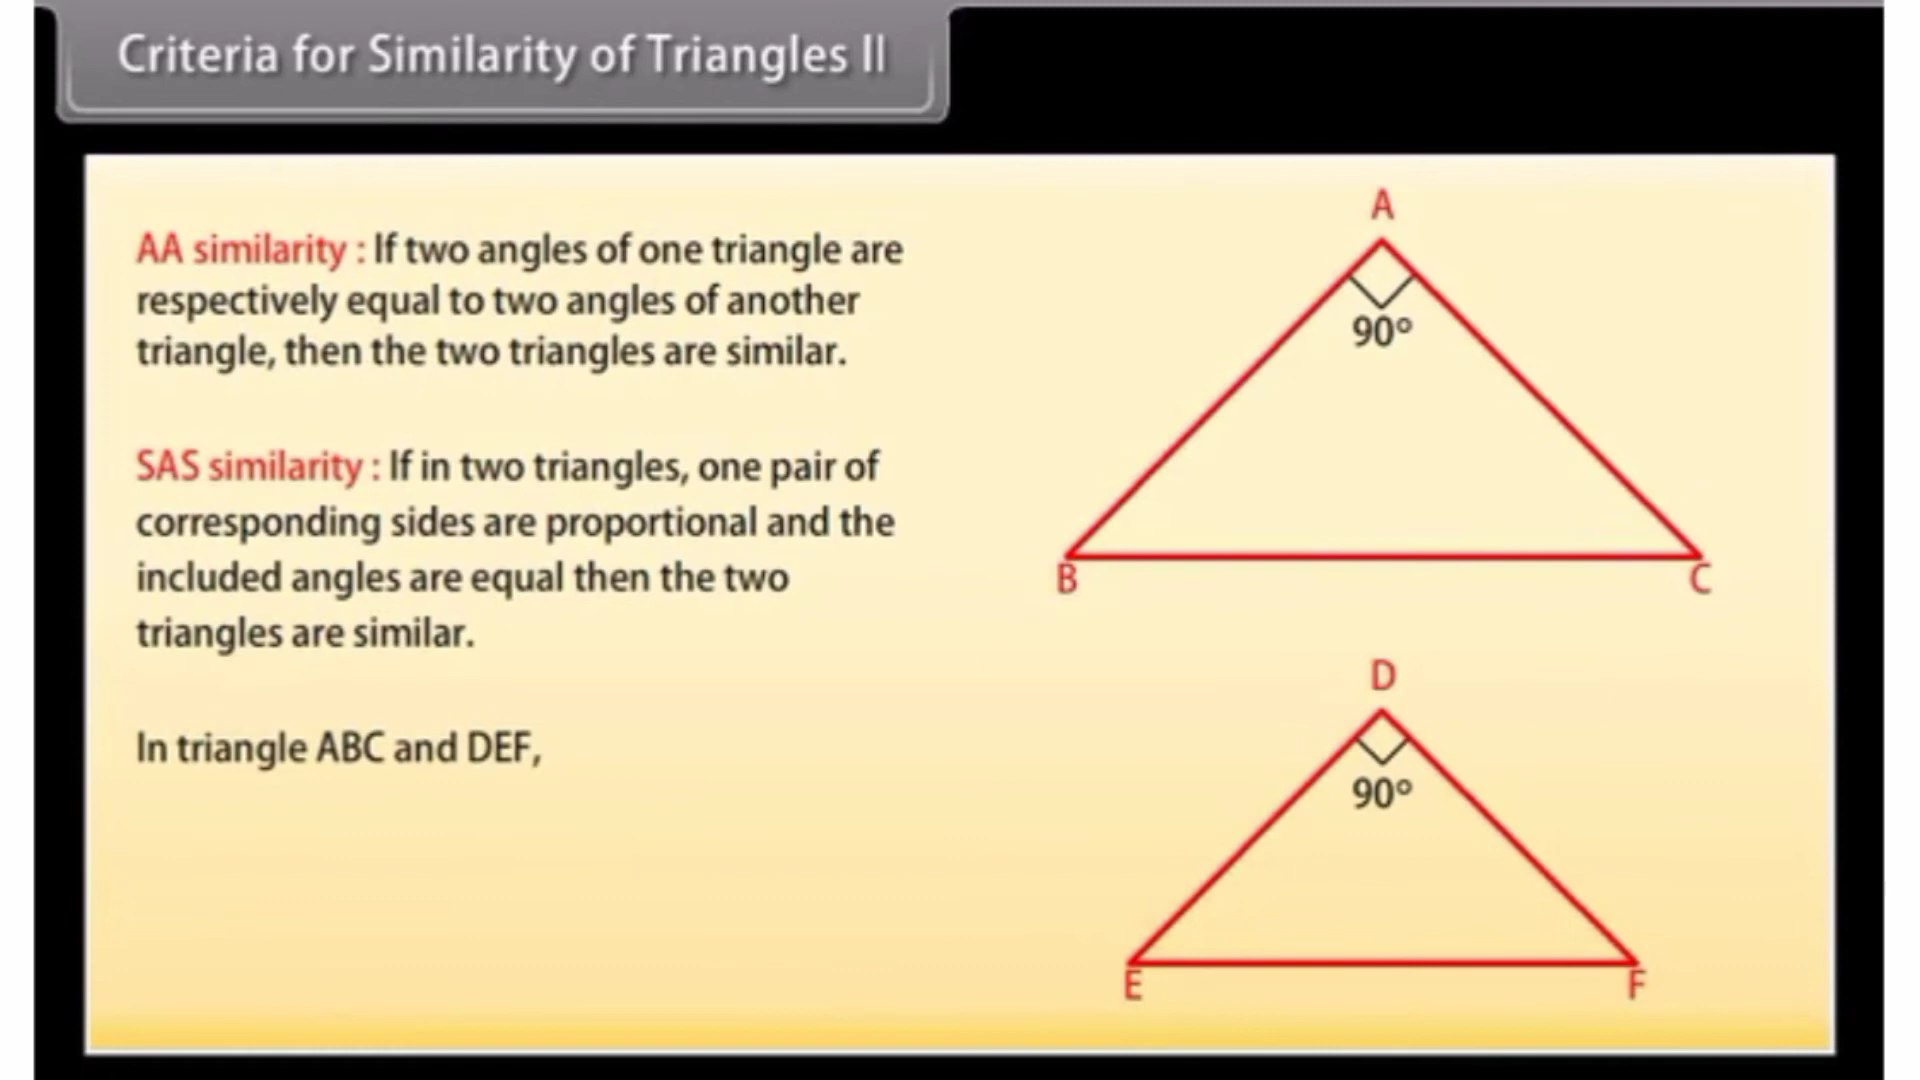 Criteria for Similarity of Triangles II
AA similarity : If two angles of one triangle are
respectively equal to two angles of another
triangle, then the two triangles are similar.
SAS similarity : If in two triangles, one pair of
corresponding sides are proportional and the
included angles are equal then the two
triangles are similar.
In triangle ABC and DEF,
A
90°
B
C
D
90°
E
F